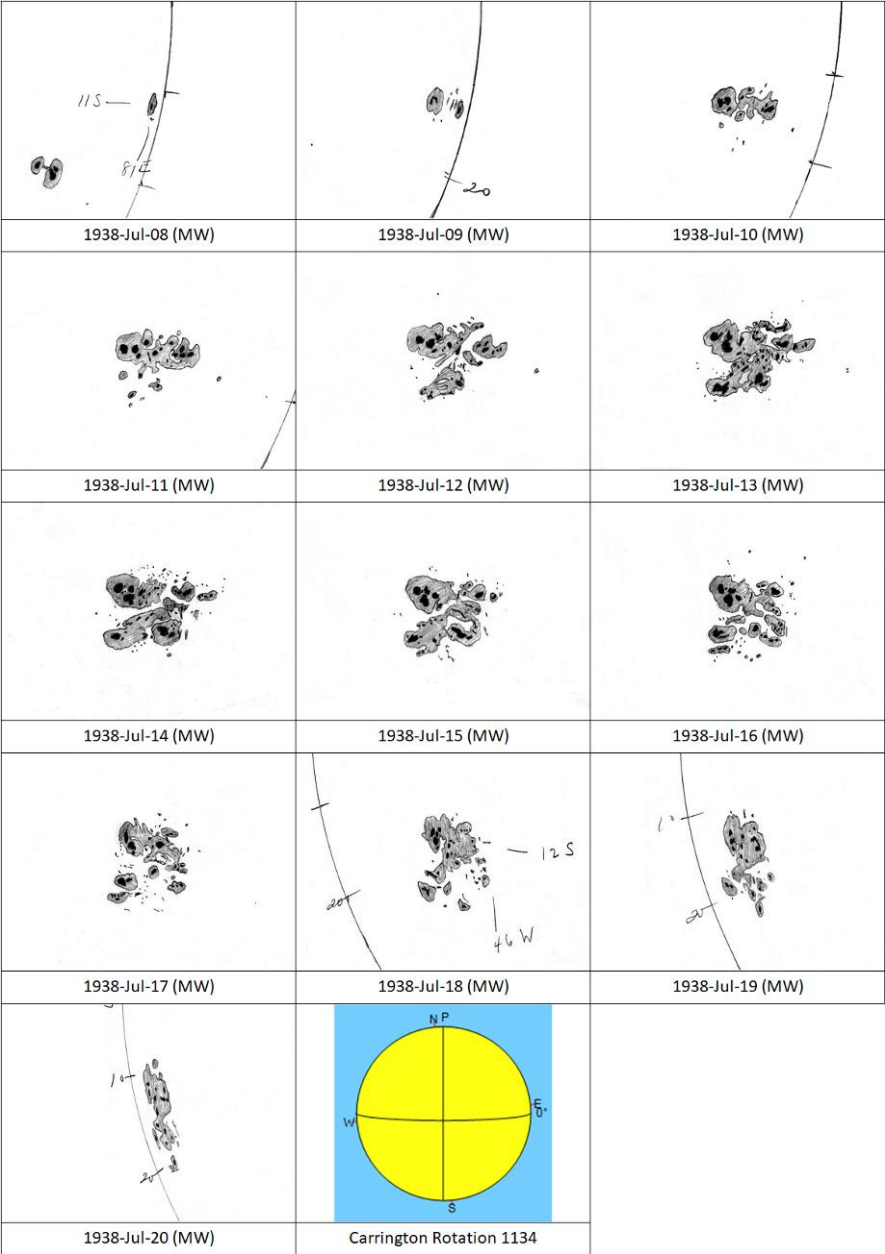 11S
81E
1938-Jul-08 (MW)
20
1938-Jul-09 (MW)
1938-Jul-10 (MW)
1938-Jul-11 (MW)
1938-Jul-12 (MW)
1938-Jul-13 (MW)
1938-Jul-14 (MW)
1938-Jul-15 (MW)
1938-Jul-16 (MW)
1938-Jul-17 (MW)
12 S
20
46 W
1938-Jul-18 (MW)
10
20
1938-Jul-19 (MW)
10
20
1938-Jul-20 (MW)
N P
E
0°
W
S
Carrington Rotation 1134